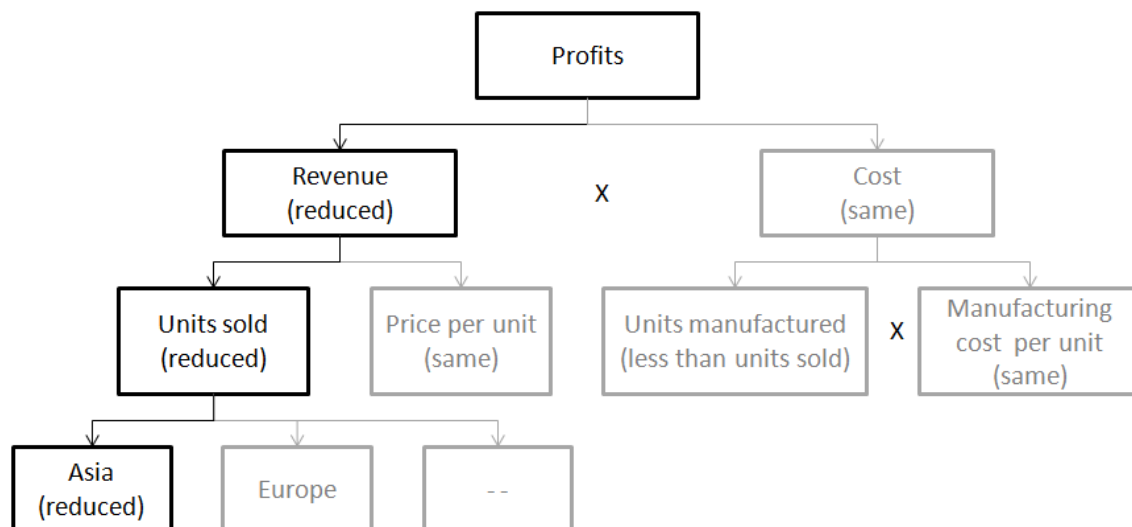 Profits
Revenue
(reduced)
X
Cost
(same)
Units sold
(reduced)
Price per unit
(same)
Units manufactured
(less than units sold)
X
Manufacturing
cost per unit
(same)
Asia
(reduced)
Europe
- -